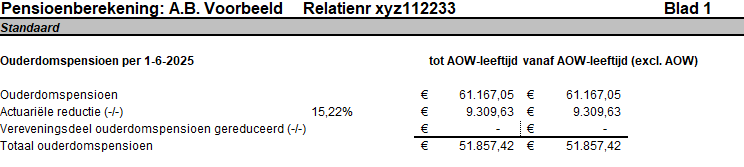 Pensioenberekening: A.B. Voorbeeld Relatienr xyz112233 Blad 1
Standaard
Ouderdomspensioen per 1-6-2025 tot AOW-leeftijd vanaf AOW-leeftijd (excl. AOW)
Ouderdomspensioen € 61.167,05 € 61.167,05
Actuariële reductie (-/-) 15,22% € 9.309,63 € 9.309,63
Vereveningsdeel ouderdomspensioen gereduceerd (-/-) € - € -
Totaal ouderdomspensioen € 51.857,42 € 51.857,42